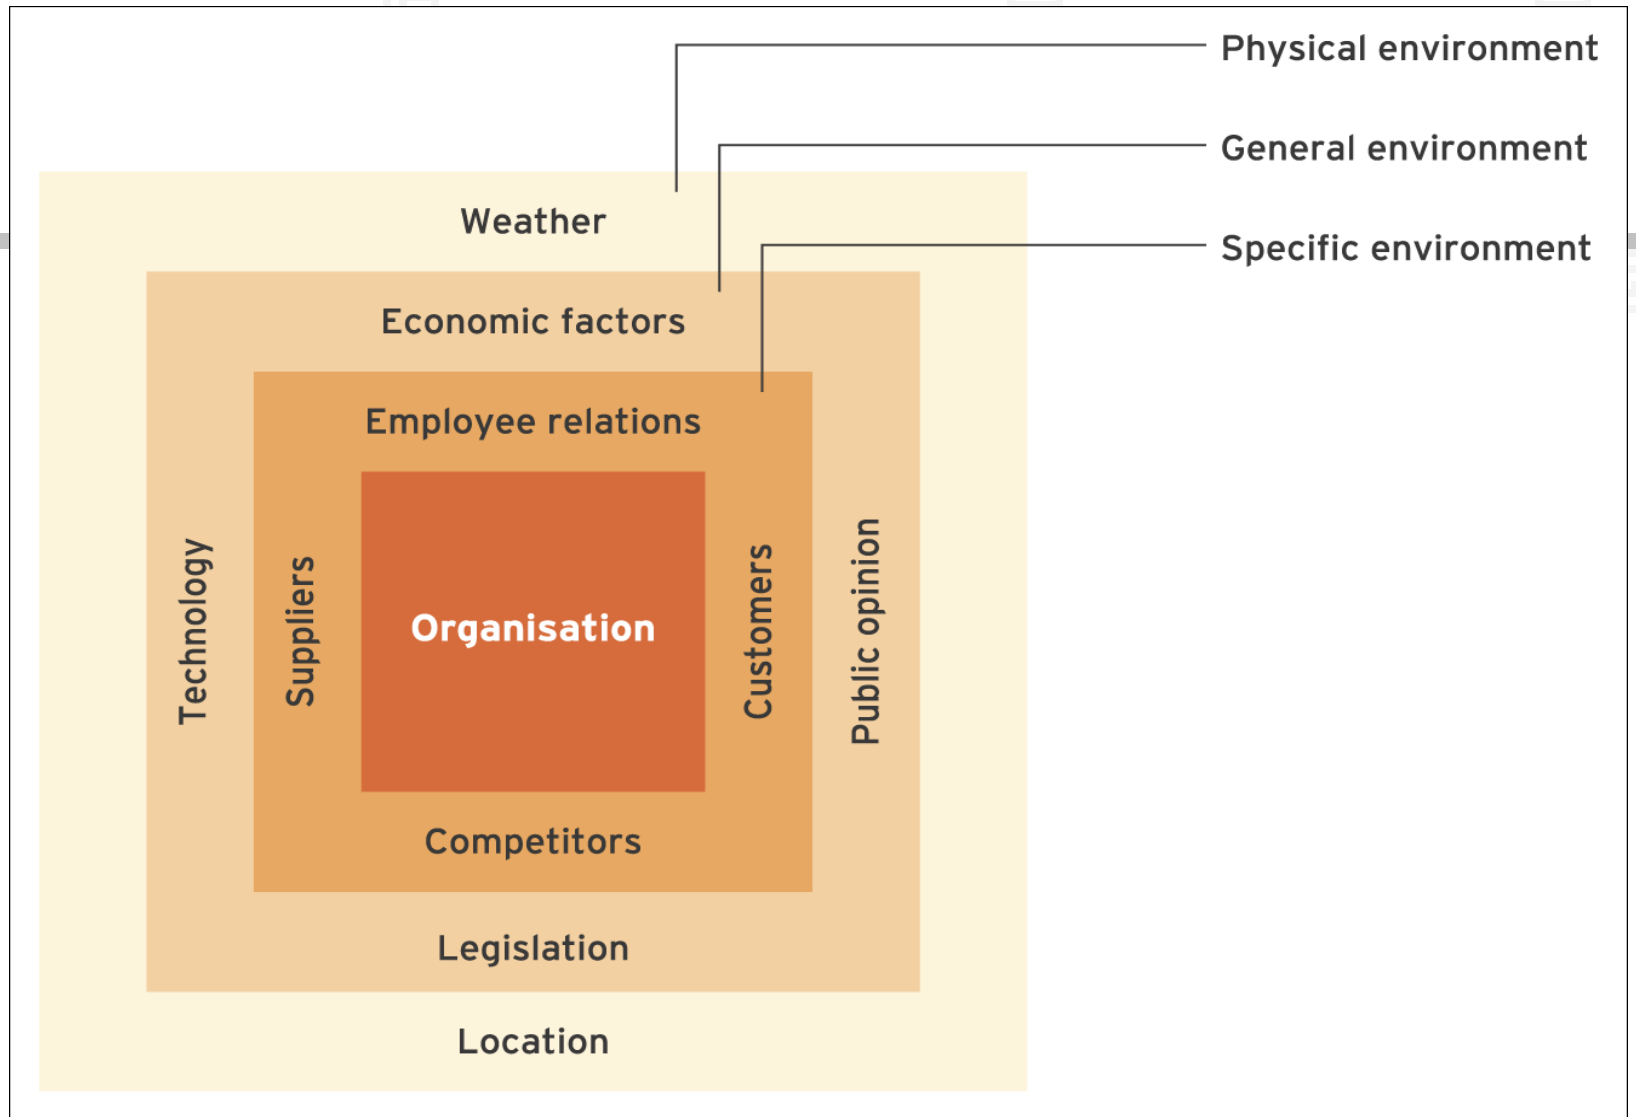 Physical environment
General environment
Specific environment
Weather
Economic factors
Employee relations
Technology
Suppliers
Organisation
Customers
Public opinion
Competitors
Legislation
Location